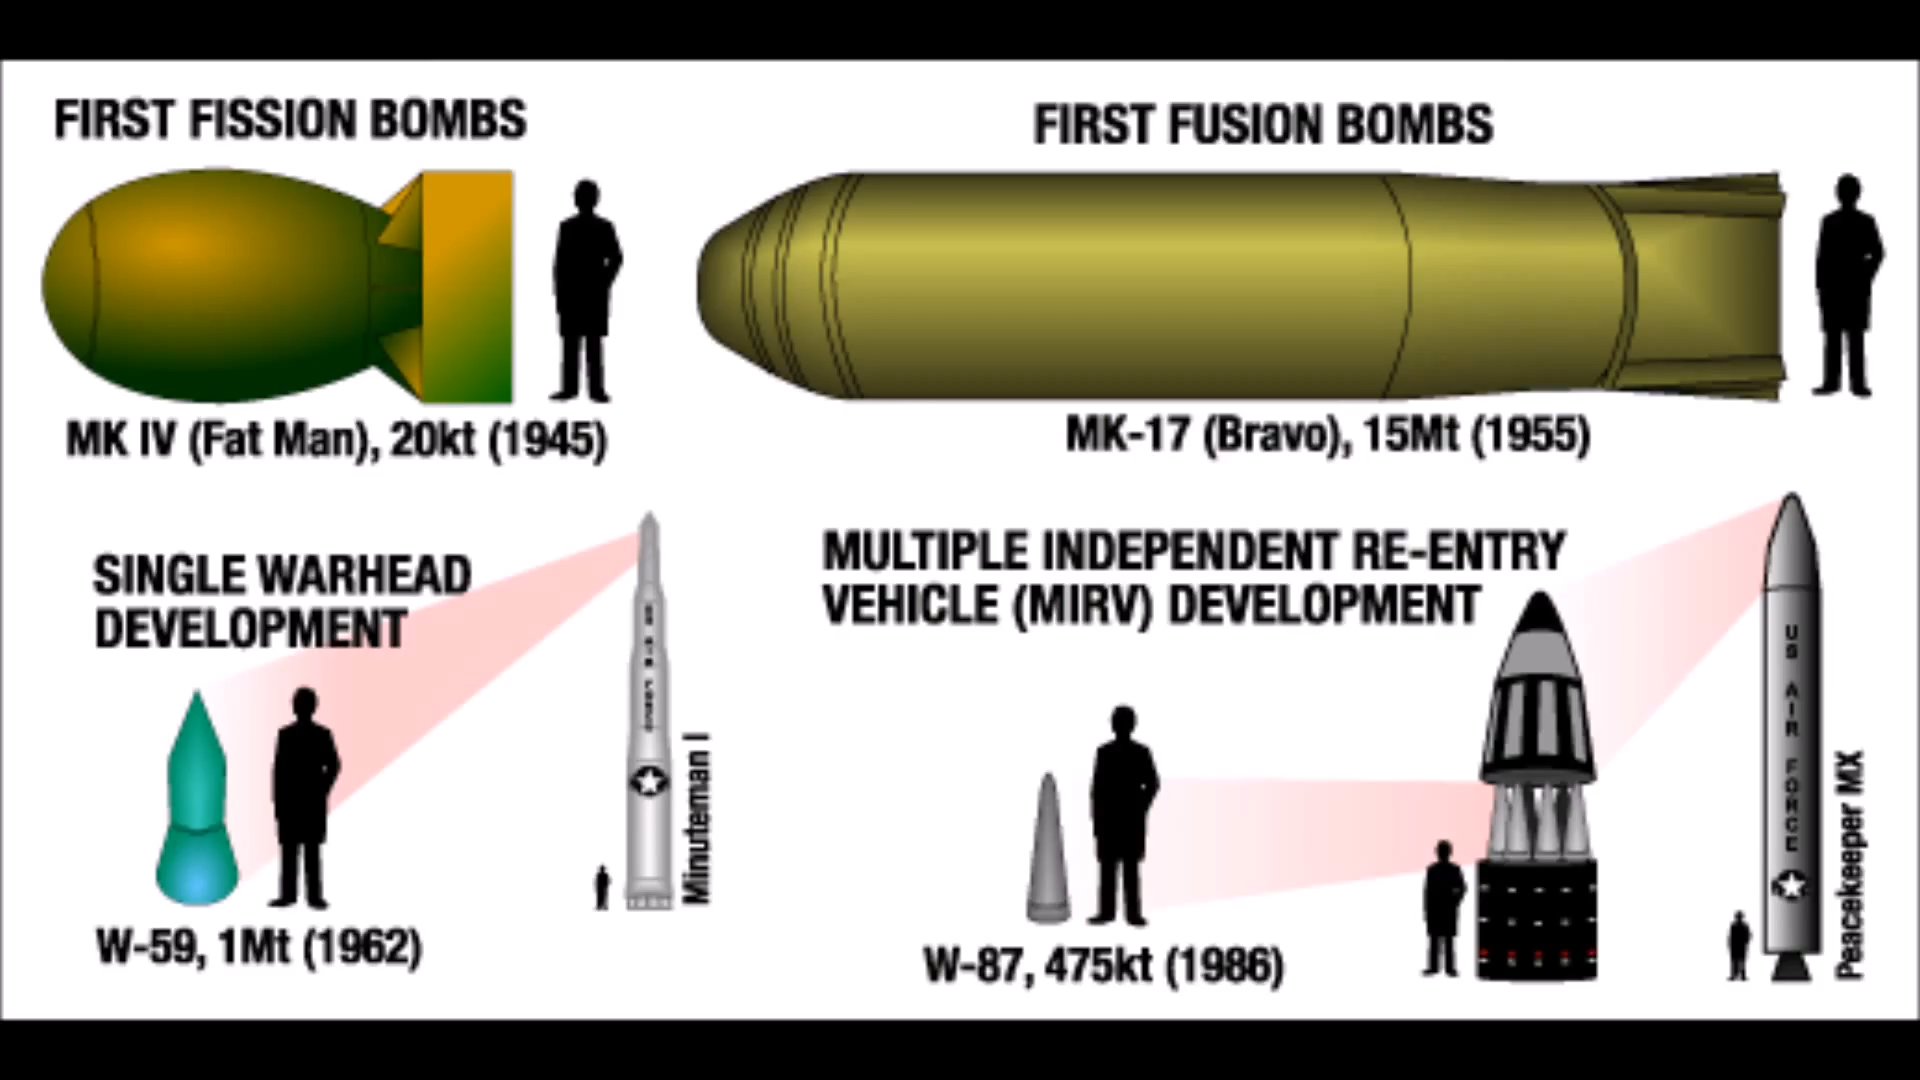 FIRST FISSION BOMBS
FIRST FUSION BOMBS
MK IV (Fat Man), 20kt (1945)
MK-17 (Bravo), 15Mt (1955)
SINGLE WARHEAD
DEVELOPMENT
Minuteman I
W-59, 1Mt (1962)
MULTIPLE INDEPENDENT RE-ENTRY
VEHICLE (MIRV) DEVELOPMENT
US AIR FORCE
Peacekeeper MX
W-87, 475kt (1986)